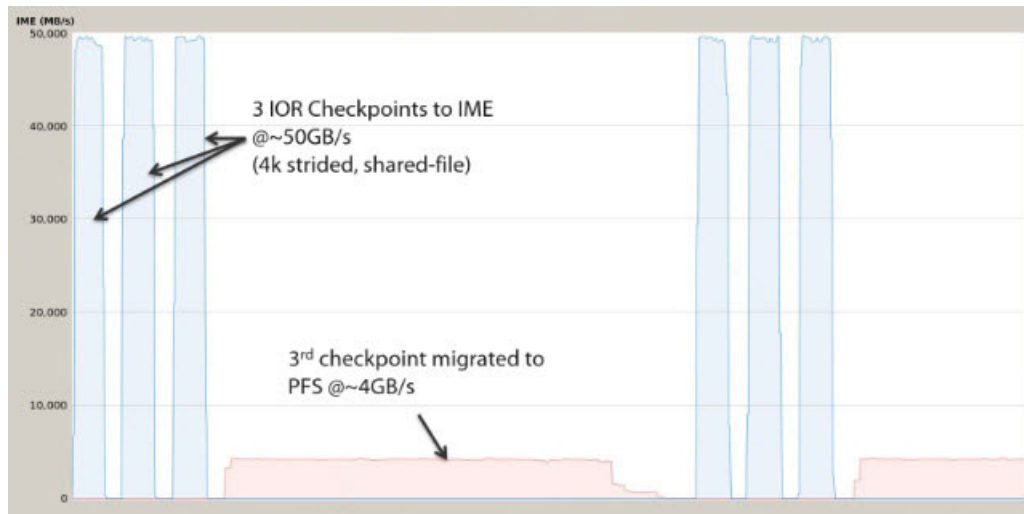 IME (MB/s)
50,000
40,000
30,000
20,000
10,000
0
3 IOR Checkpoints to IME
@~50GB/s
(4k strided, shared-file)
3rd checkpoint migrated to
PFS @~4GB/s